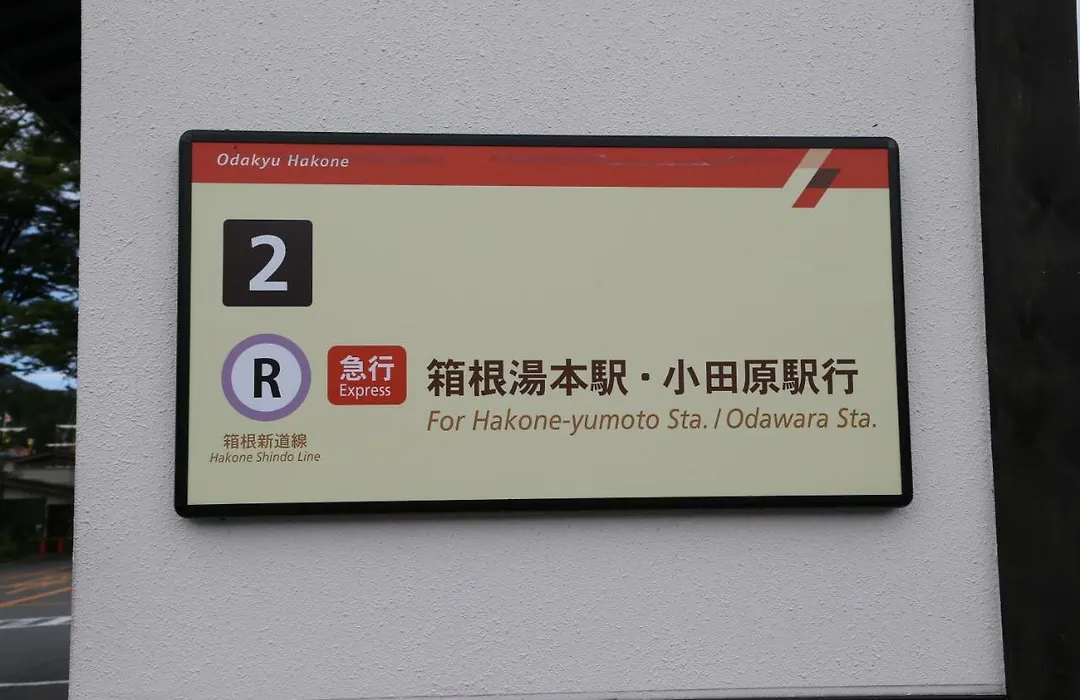 Odakyu Hakone
2
R
急行
Express
箱根湯本駅・小田原駅行
For Hakone-yumoto Sta. / Odawara Sta.
箱根新道線
Hakone Shindo Line